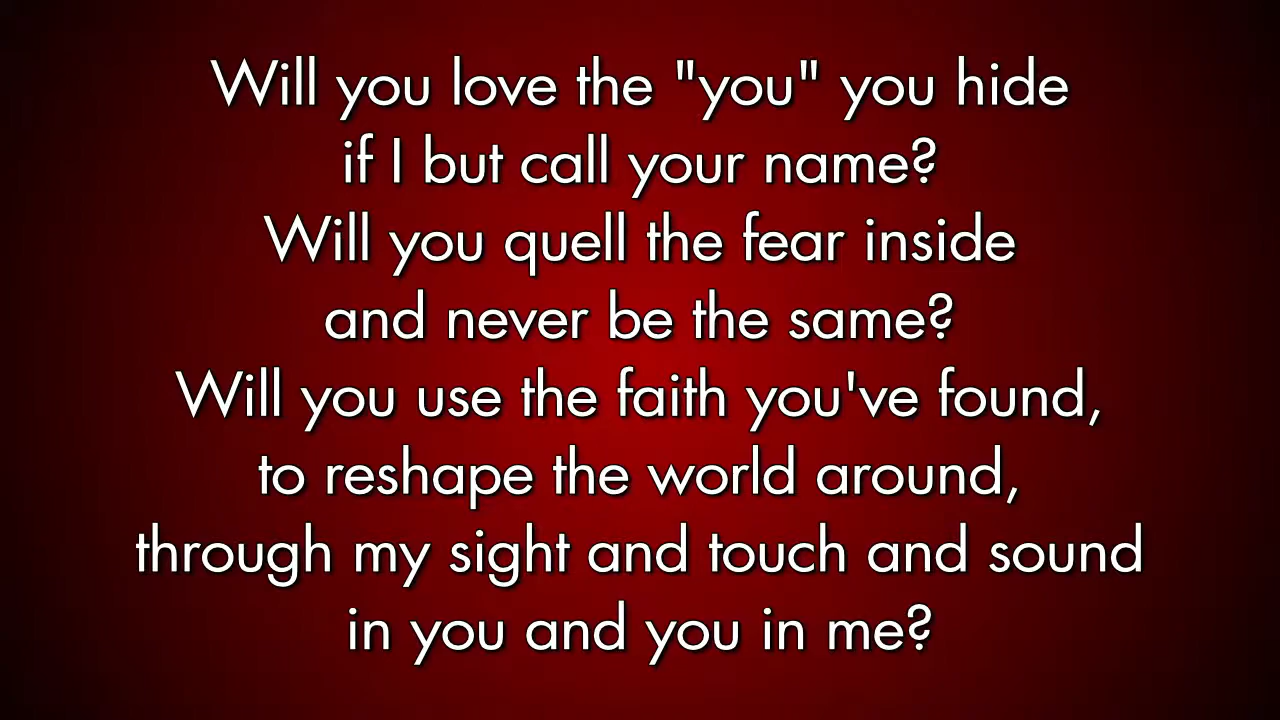 Will you love the "you" you hide
if I but call your name?
Will you quell the fear inside
and never be the same?
Will you use the faith you've found,
to reshape the world around,
through my sight and touch and sound
in you and you in me?